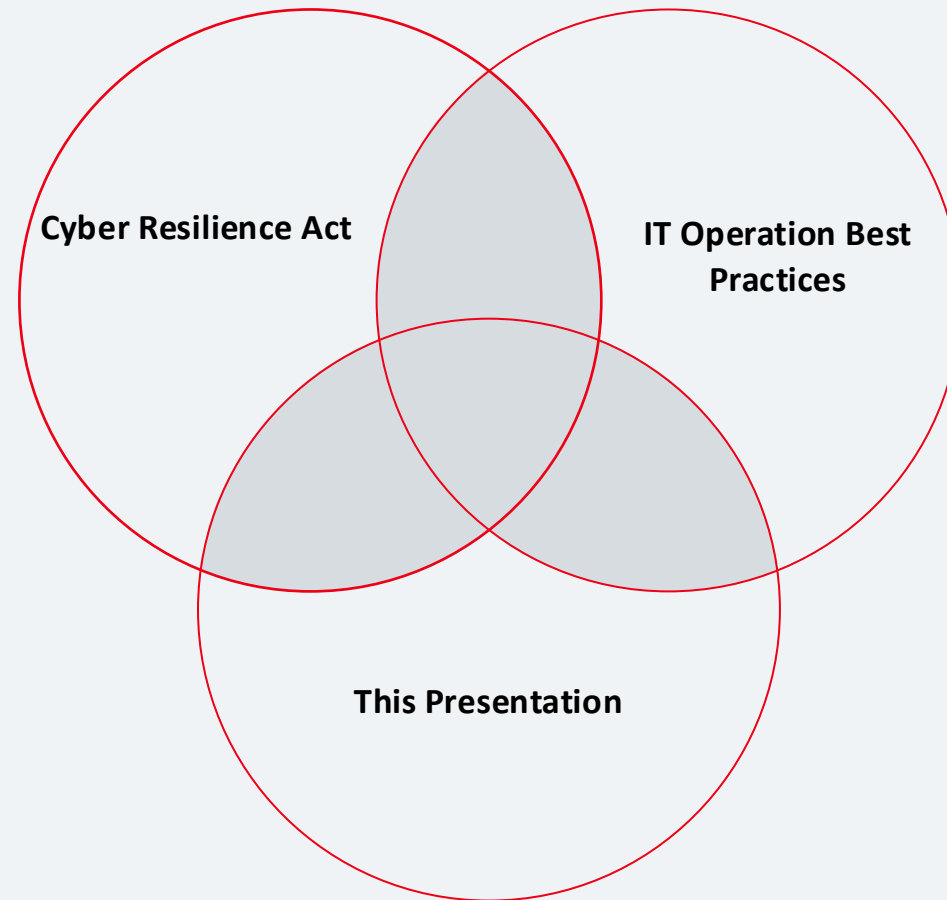 Cyber Resilience Act
IT Operation Best
Practices
This Presentation